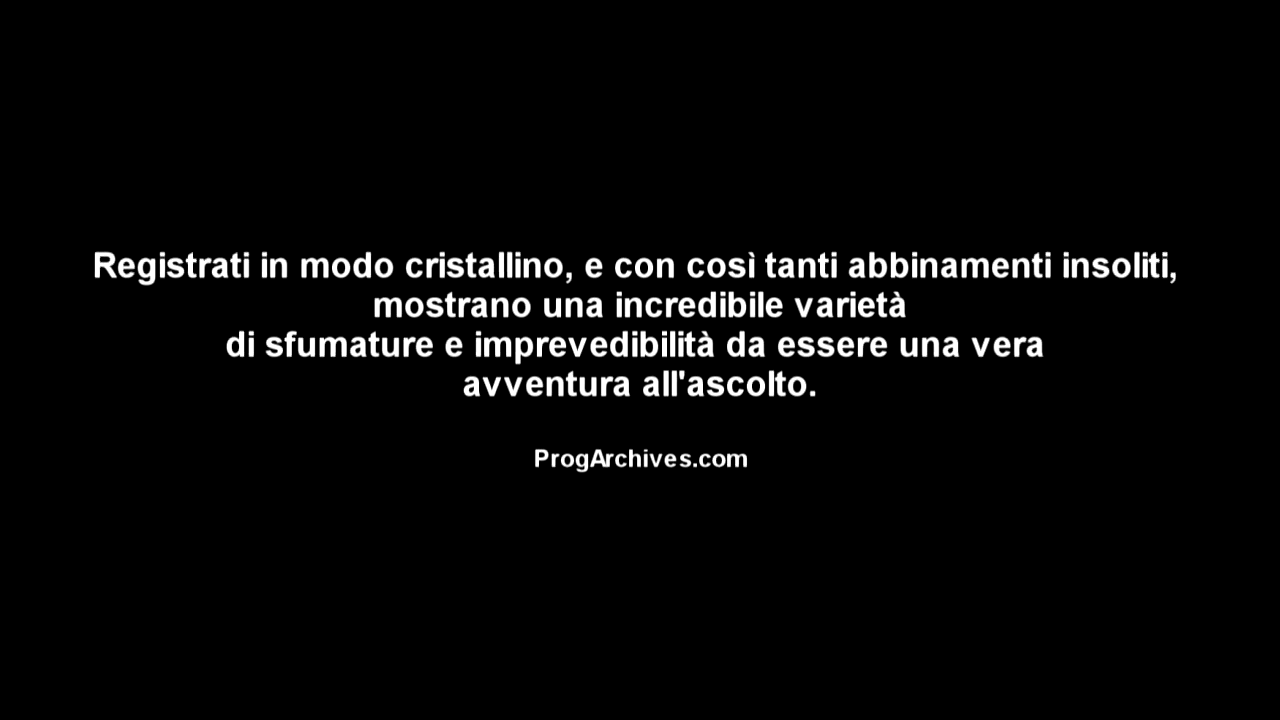 Registrati in modo cristallino, e con così tanti abbinamenti insoliti,
mostrano una incredibile varietà
di sfumature e imprevedibilità da essere una vera
avventura all'ascolto.
ProgArchives.com